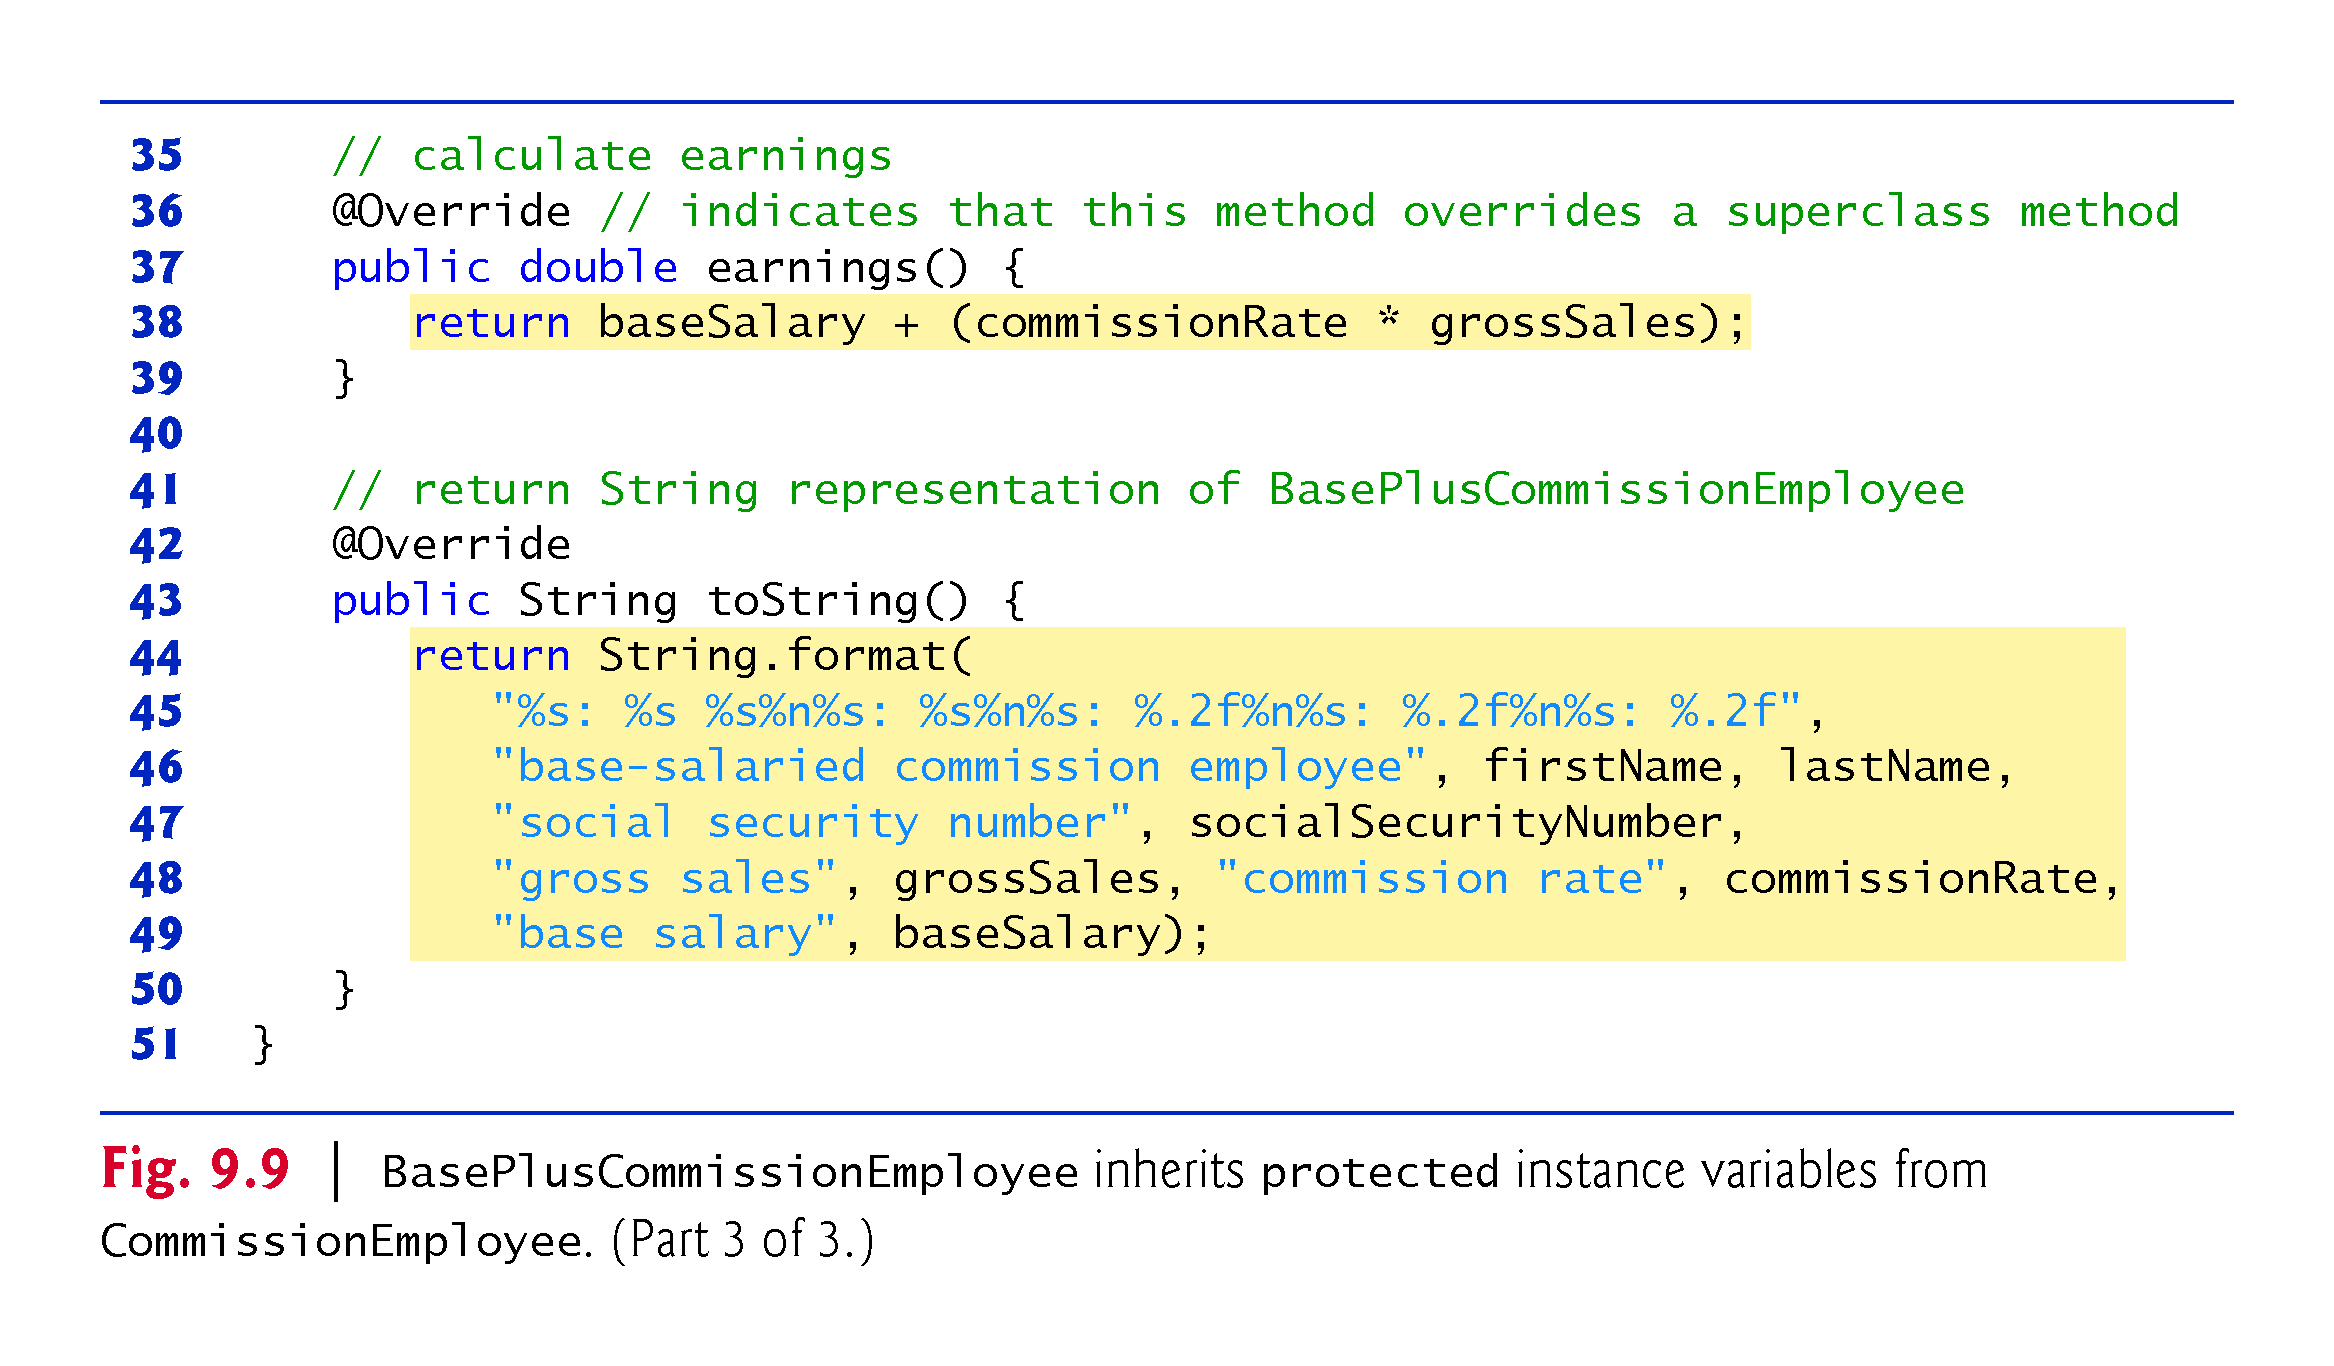 35 // calculate earnings
36 @Override // indicates that this method overrides a superclass method
37 public double earnings() {
38 return baseSalary + (commissionRate * grossSales);
39 }
40
41 // return String representation of BasePlusCommissionEmployee
42 @Override
43 public String toString() {
44 return String.format(
45 "%s: %s %s%n%s: %s%n%s: %.2f%n%s: %.2f%n%s: %.2f",
46 "base-salaried commission employee", firstName, lastName,
47 "social security number", socialSecurityNumber,
48 "gross sales", grossSales, "commission rate", commissionRate,
49 "base salary", baseSalary);
50 }
51 }
Fig. 9.9 | BasePlusCommissionEmployee inherits protected instance variables from
CommissionEmployee. (Part 3 of 3.)